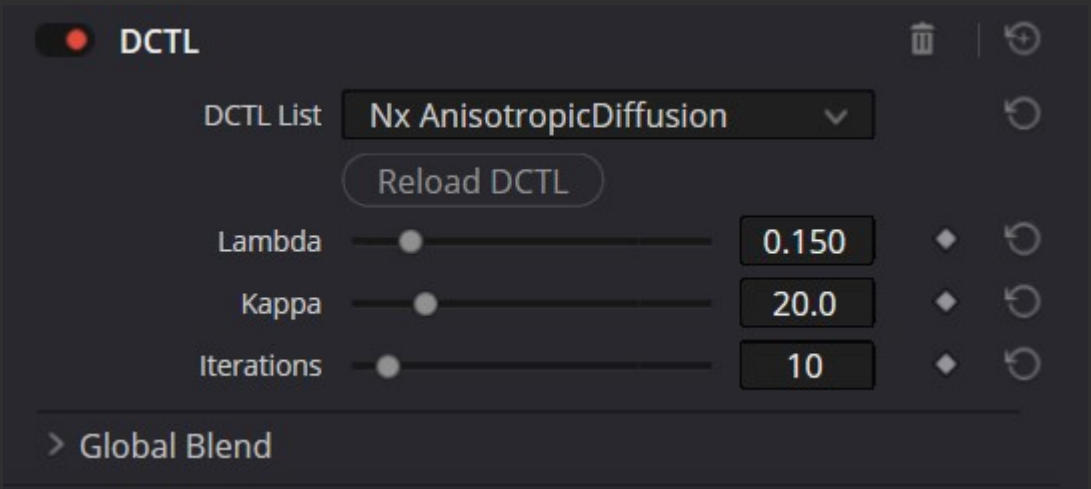 DCTL
DCTL List Nx AnisotropicDiffusion
Reload DCTL
Lambda 0.150
Kappa 20.0
Iterations 10
Global Blend